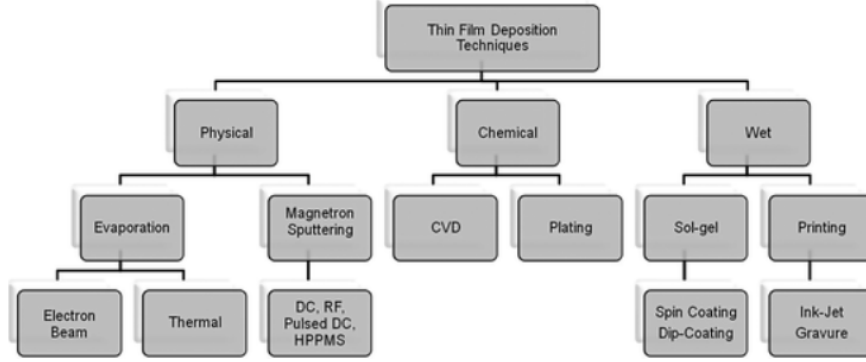 Thin Film Deposition
Techniques
Physical
Chemical
Wet
Evaporation
Magnetron
Sputtering
CVD
Plating
Sol-gel
Printing
Electron
Beam
Thermal
DC, RF,
Pulsed DC,
HPPMS
Spin Coating
Dip-Coating
Ink-Jet
Gravure